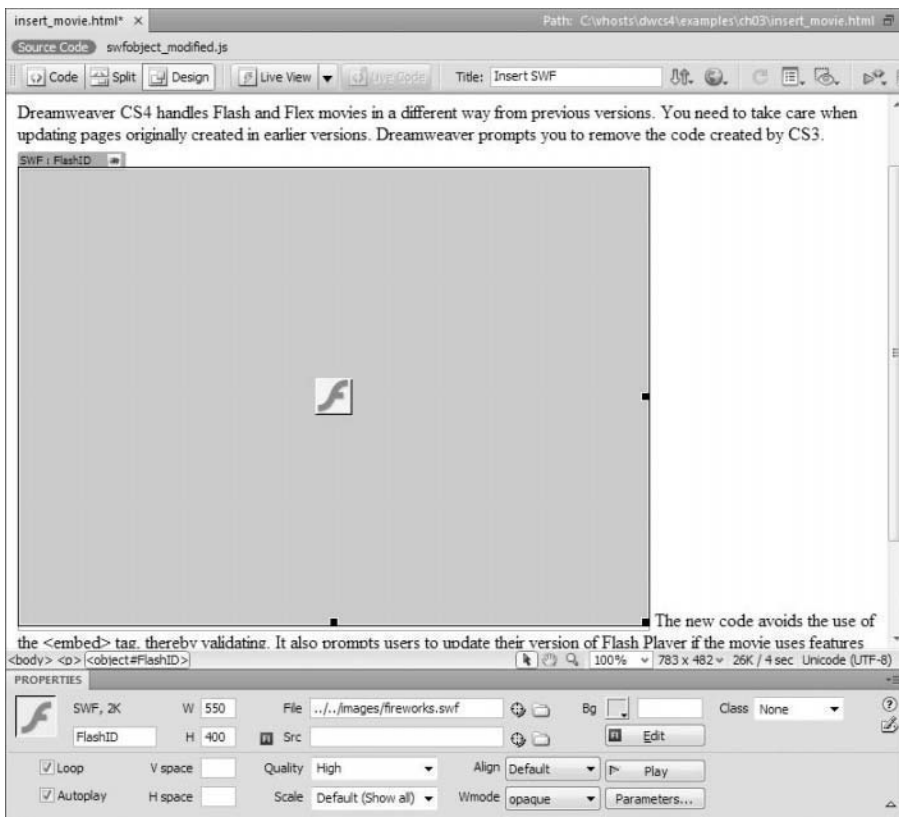 insert_movie.html* ×
Path: C:\vhosts\dwcs4\examples\ch03\insert_movie.html
Source Code swfobject_modified.js
Code Split Design Live View Live Code Title: Insert SWF
Dreamweaver CS4 handles Flash and Flex movies in a different way from previous versions. You need to take care when
updating pages originally created in earlier versions. Dreamweaver prompts you to remove the code created by CS3.
SWF : FlashID
The new code avoids the use of
the <embed> tag, thereby validating. It also prompts users to update their version of Flash Player if the movie uses features
<body> <p> <object#FlashID> 100% 783 x 482 26K / 4 sec Unicode (UTF-8)
PROPERTIES
SWF, 2K W 550 File ../../images/fireworks.swf Bg Class None
FlashID H 400 Src Edit
Loop V space Quality High Align Default Play
Autoplay H space Scale Default (Show all) Wmode opaque Parameters...